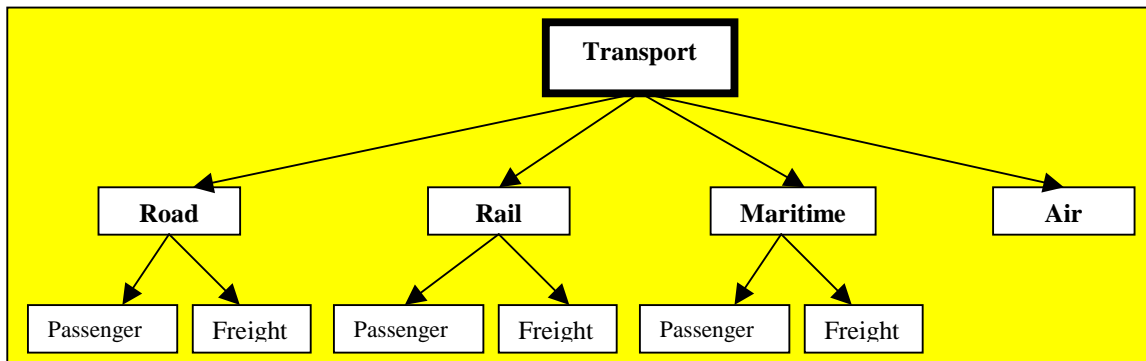 Transport
Road
Rail
Maritime
Air
Passenger
Freight
Passenger
Freight
Passenger
Freight